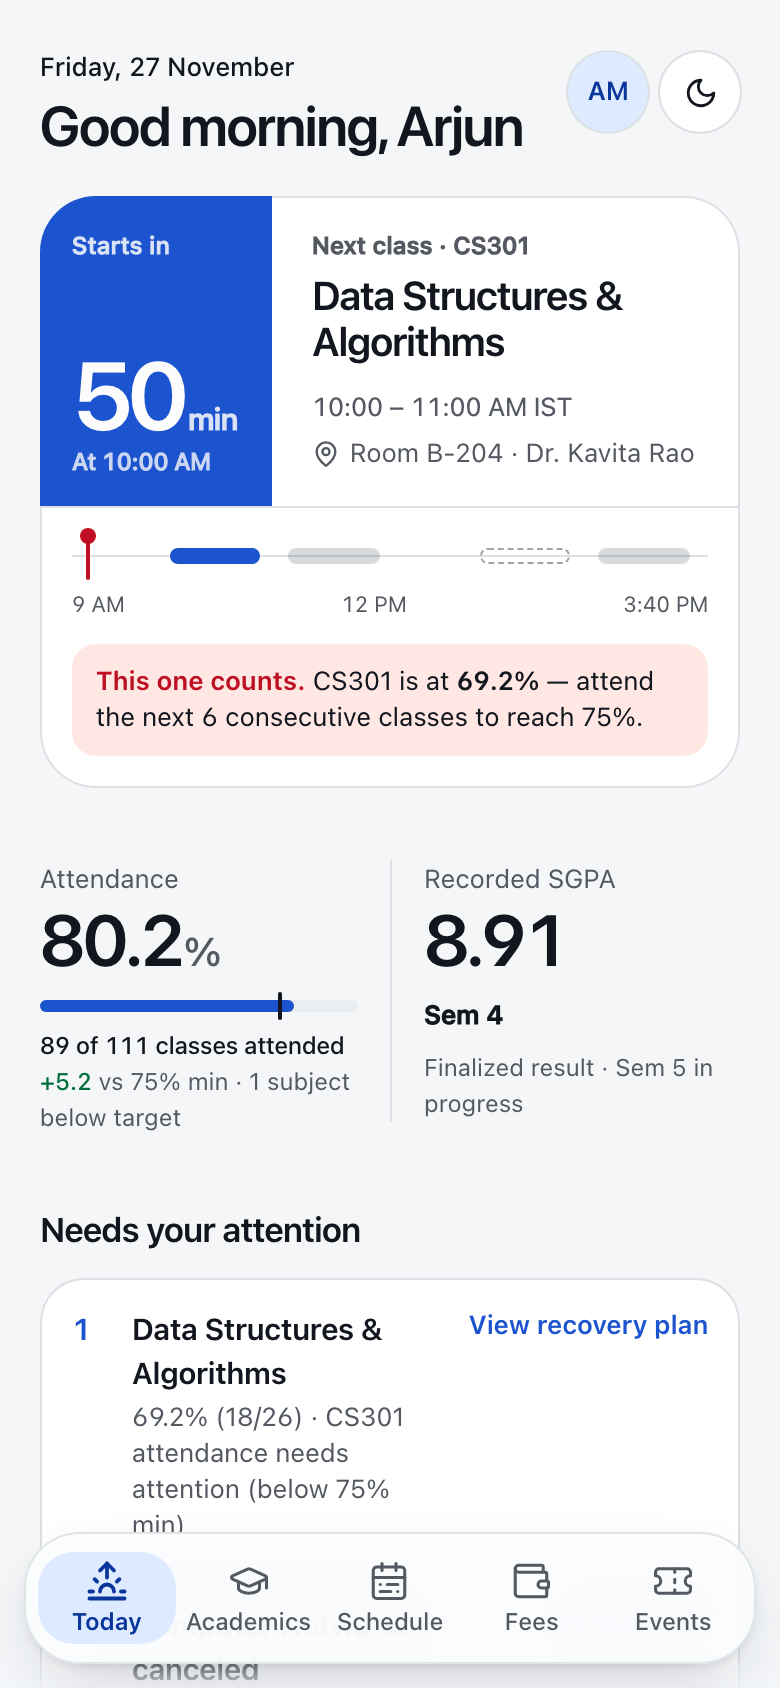 Friday, 27 November
Good morning, Arjun
AM
Starts in
50 min
At 10:00 AM
Next class · CS301
Data Structures &
Algorithms
10:00 – 11:00 AM IST
Room B-204 · Dr. Kavita Rao
9 AM
12 PM
3:40 PM
This one counts. CS301 is at 69.2% — attend
the next 6 consecutive classes to reach 75%.
Attendance
80.2%
89 of 111 classes attended
+5.2 vs 75% min · 1 subject
below target
Recorded SGPA
8.91
Sem 4
Finalized result · Sem 5 in
progress
Needs your attention
1
Data Structures &
Algorithms
View recovery plan
69.2% (18/26) · CS301
attendance needs
attention (below 75%
min)
Today
Academics
Schedule
Fees
Events
canceled